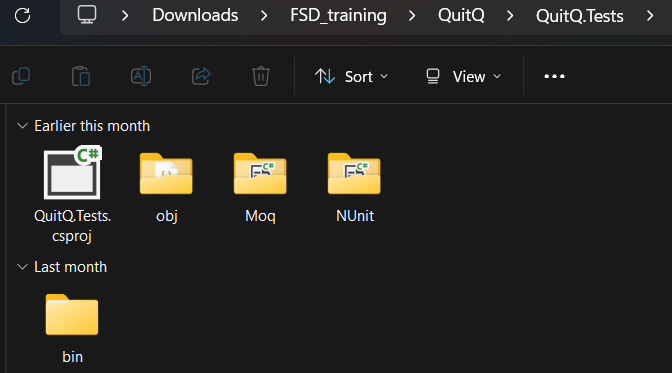 Downloads > FSD_training > QuitQ > QuitQ.Tests >
Sort View •••
Earlier this month
C#
QuitQ.Tests.csproj
obj
C#
Moq
C#
NUnit
Last month
bin